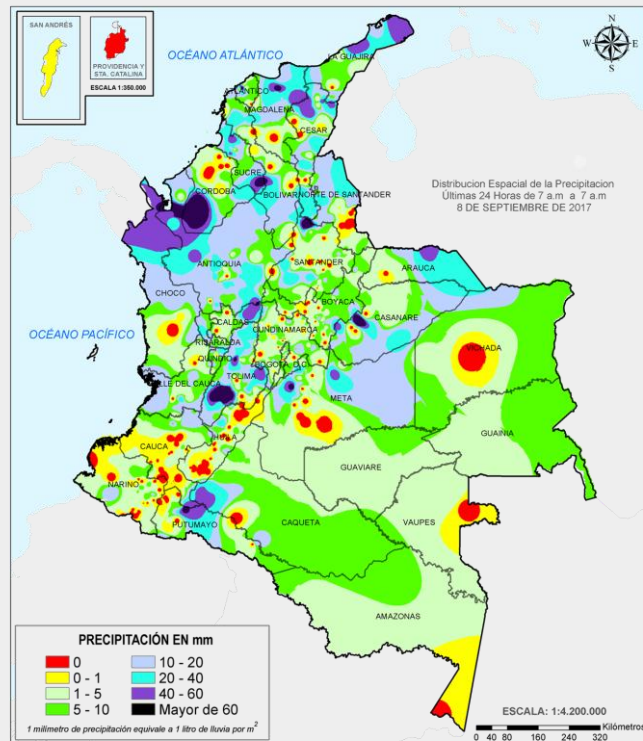 SAN ANDRÉS
PROVIDENCIA Y
STA. CATALINA
ESCALA 1:350.000
OCÉANO ATLÁNTICO
N
W
E
S
LA GUAJIRA
ATLÁNTICO
MAGDALENA
CESAR
SUCRE
CORDOBA
BOLIVAR
NORTE DE SANTANDER
Distribucion Espacial de la Precipitacion
Últimas 24 Horas de 7 a.m a 7 a.m
8 DE SEPTIEMBRE DE 2017
ANTIOQUIA
SANTANDER
ARAUCA
CHOCO
BOYACA
CASANARE
OCÉANO PACÍFICO
CALDAS
CUNDINAMARCA
RISARALDA
VICHADA
QUINDIO
BOGOTA D.C.
TOLIMA
VALLE DEL CAUCA
META
GUAINIA
HUILA
CAUCA
GUAVIARE
NARIÑO
VAUPES
CAQUETA
PUTUMAYO
AMAZONAS
PRECIPITACIÓN EN mm
0
0 - 1
1 - 5
5 - 10
10 - 20
20 - 40
40 - 60
Mayor de 60
1 milimetro de precipitación equivale a 1 litro de lluvia por m²
ESCALA: 1:4.200.000
Kilómetros
0 40 80 160 240 320